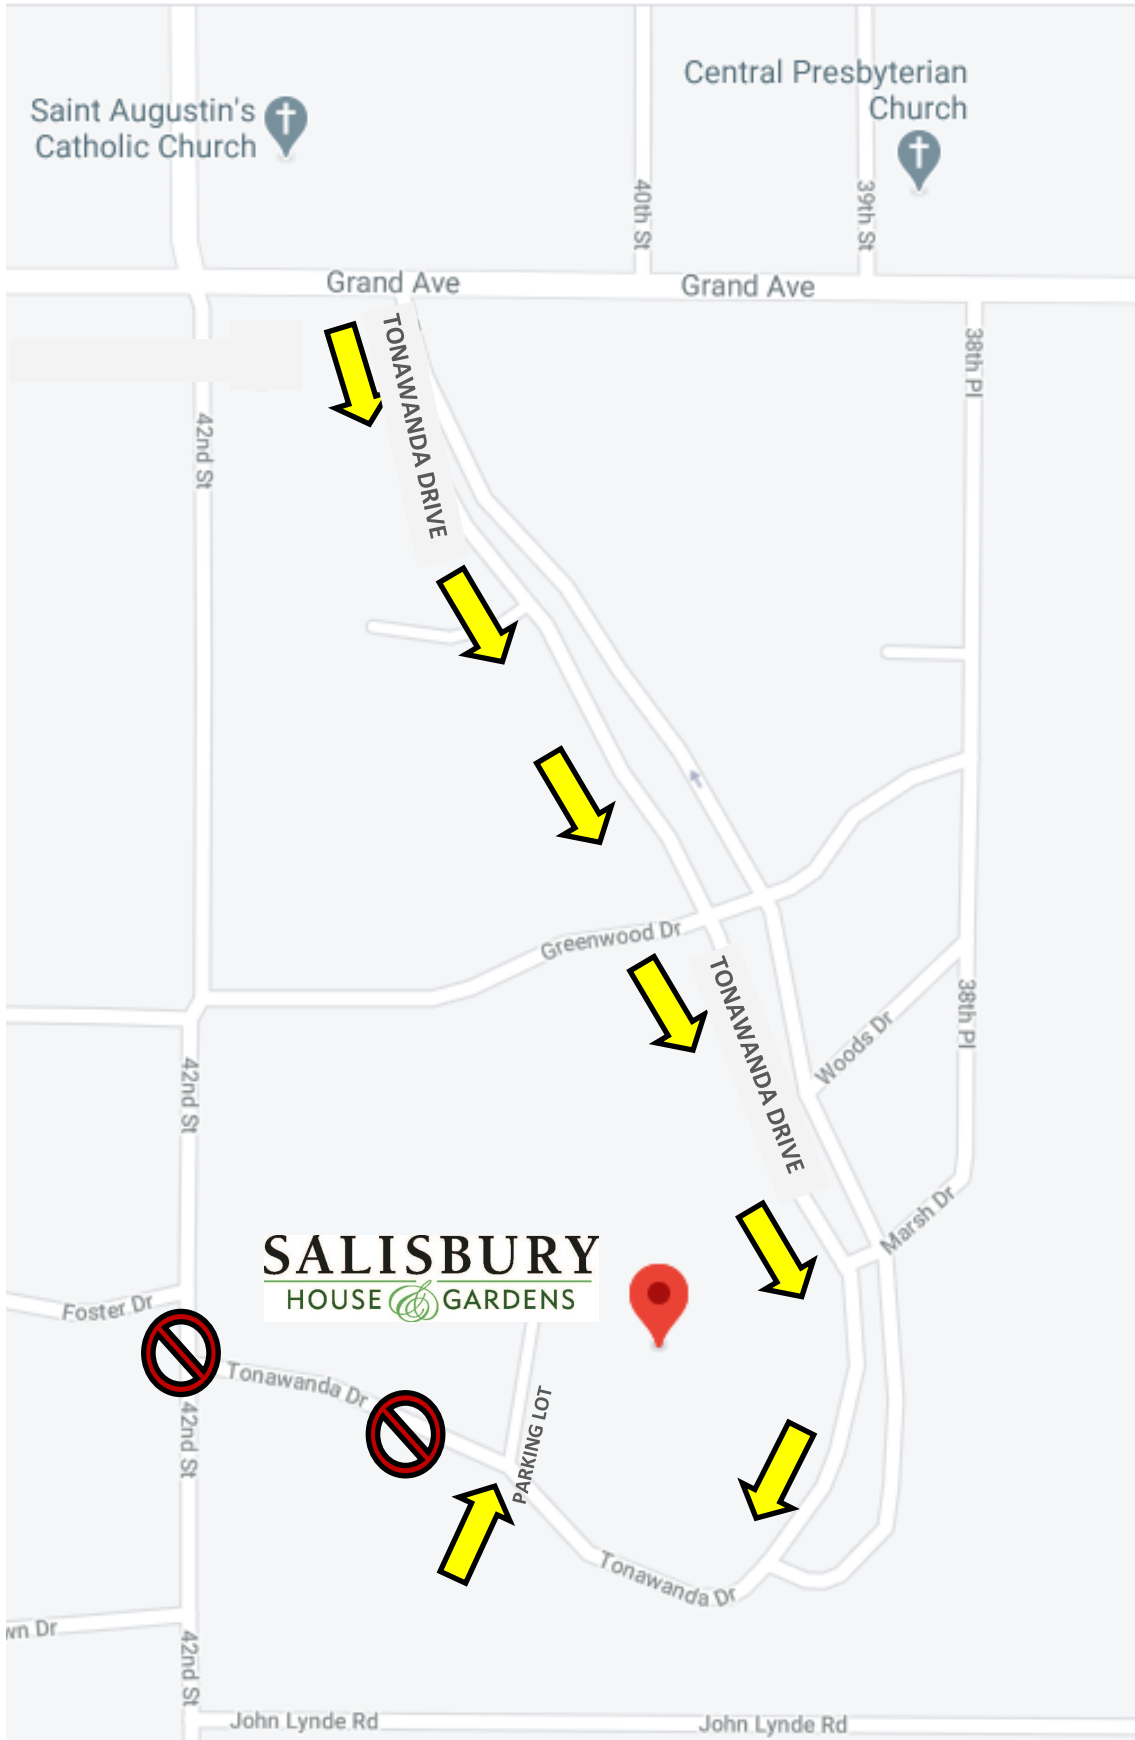 Central Presbyterian
Church
Saint Augustin's
Catholic Church
40th St
39th St
Grand Ave
Grand Ave
TONAWANDA DRIVE
38th Pl
42nd St
Greenwood Dr
TONAWANDA DRIVE
38th Pl
Woods Dr
42nd St
Marsh Dr
SALISBURY
HOUSE & GARDENS
Foster Dr
Tonawanda Dr
42nd St
PARKING LOT
Tonawanda Dr
wn Dr
42nd St
John Lynde Rd
John Lynde Rd